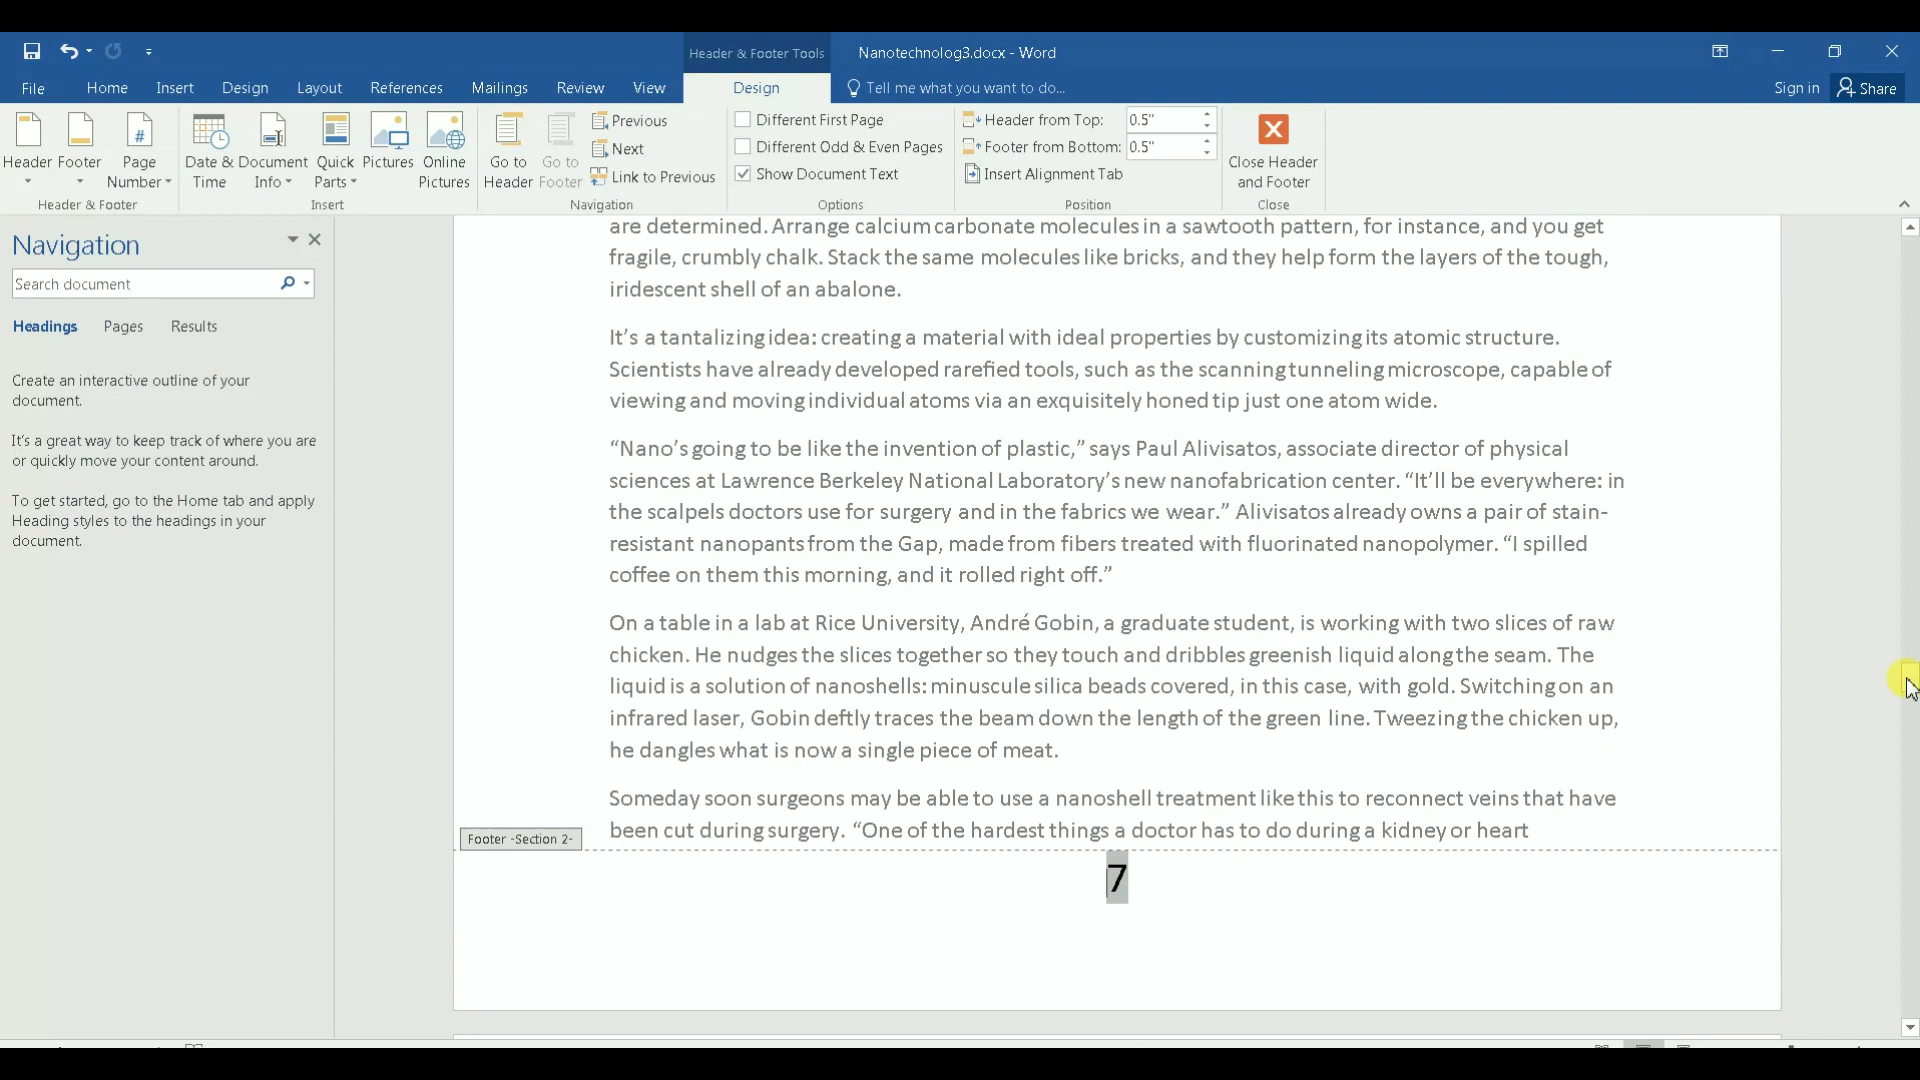 Header & Footer Tools
Nanotechnolog3.docx - Word
File
Home
Insert
Design
Layout
References
Mailings
Review
View
Design
Tell me what you want to do...
Sign in
Share
Header
Footer
Page
Number
Header & Footer
Date &
Time
Document
Info
Quick
Parts
Pictures
Online
Pictures
Insert
Go to
Header
Go to
Footer
Previous
Next
Link to Previous
Navigation
Different First Page
Different Odd & Even Pages
Show Document Text
Options
Header from Top:
0.5"
Footer from Bottom:
0.5"
Insert Alignment Tab
Position
Close Header
and Footer
Close
Navigation
Search document
Headings
Pages
Results
Create an interactive outline of your
document.
It's a great way to keep track of where you are
or quickly move your content around.
To get started, go to the Home tab and apply
Heading styles to the headings in your
document.
are determined. Arrange calcium carbonate molecules in a sawtooth pattern, for instance, and you get
fragile, crumbly chalk. Stack the same molecules like bricks, and they help form the layers of the tough,
iridescent shell of an abalone.
It’s a tantalizing idea: creating a material with ideal properties by customizing its atomic structure.
Scientists have already developed rarefied tools, such as the scanning tunneling microscope, capable of
viewing and moving individual atoms via an exquisitely honed tip just one atom wide.
“Nano’s going to be like the invention of plastic,” says Paul Alivisatos, associate director of physical
sciences at Lawrence Berkeley National Laboratory’s new nanofabrication center. “It’ll be everywhere: in
the scalpels doctors use for surgery and in the fabrics we wear.” Alivisatos already owns a pair of stain-
resistant nanopants from the Gap, made from fibers treated with fluorinated nanopolymer. “I spilled
coffee on them this morning, and it rolled right off.”
On a table in a lab at Rice University, André Gobin, a graduate student, is working with two slices of raw
chicken. He nudges the slices together so they touch and dribbles greenish liquid along the seam. The
liquid is a solution of nanoshells: minuscule silica beads covered, in this case, with gold. Switching on an
infrared laser, Gobin deftly traces the beam down the length of the green line. Tweezing the chicken up,
he dangles what is now a single piece of meat.
Someday soon surgeons may be able to use a nanoshell treatment like this to reconnect veins that have
been cut during surgery. “One of the hardest things a doctor has to do during a kidney or heart
Footer -Section 2-
7